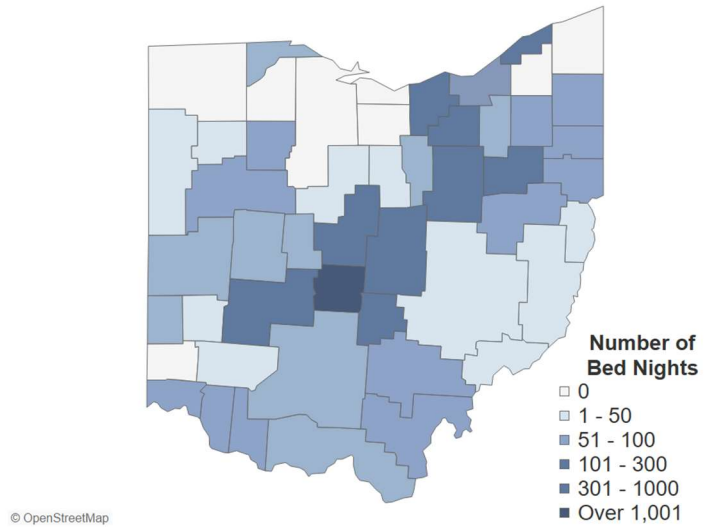 Number of
Bed Nights
0
1 - 50
51 - 100
101 - 300
301 - 1000
Over 1,001
© OpenStreetMap